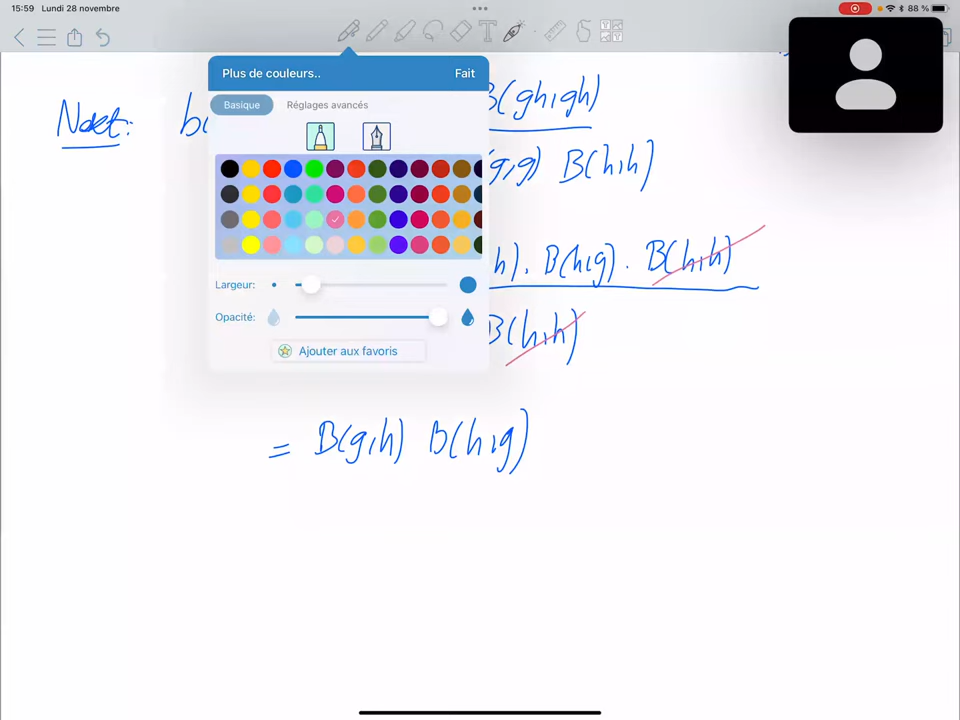 15:59 Lundi 28 novembre
88 %
Plus de couleurs.. Fait
Basique Réglages avancés
Largeur:
Opacité:
Ajouter aux favoris
B(gh,gh)
(g,g) B(h,h)
h). B(h,g). B(h,h)
B(h,h)
= B(g,h) B(h,g)